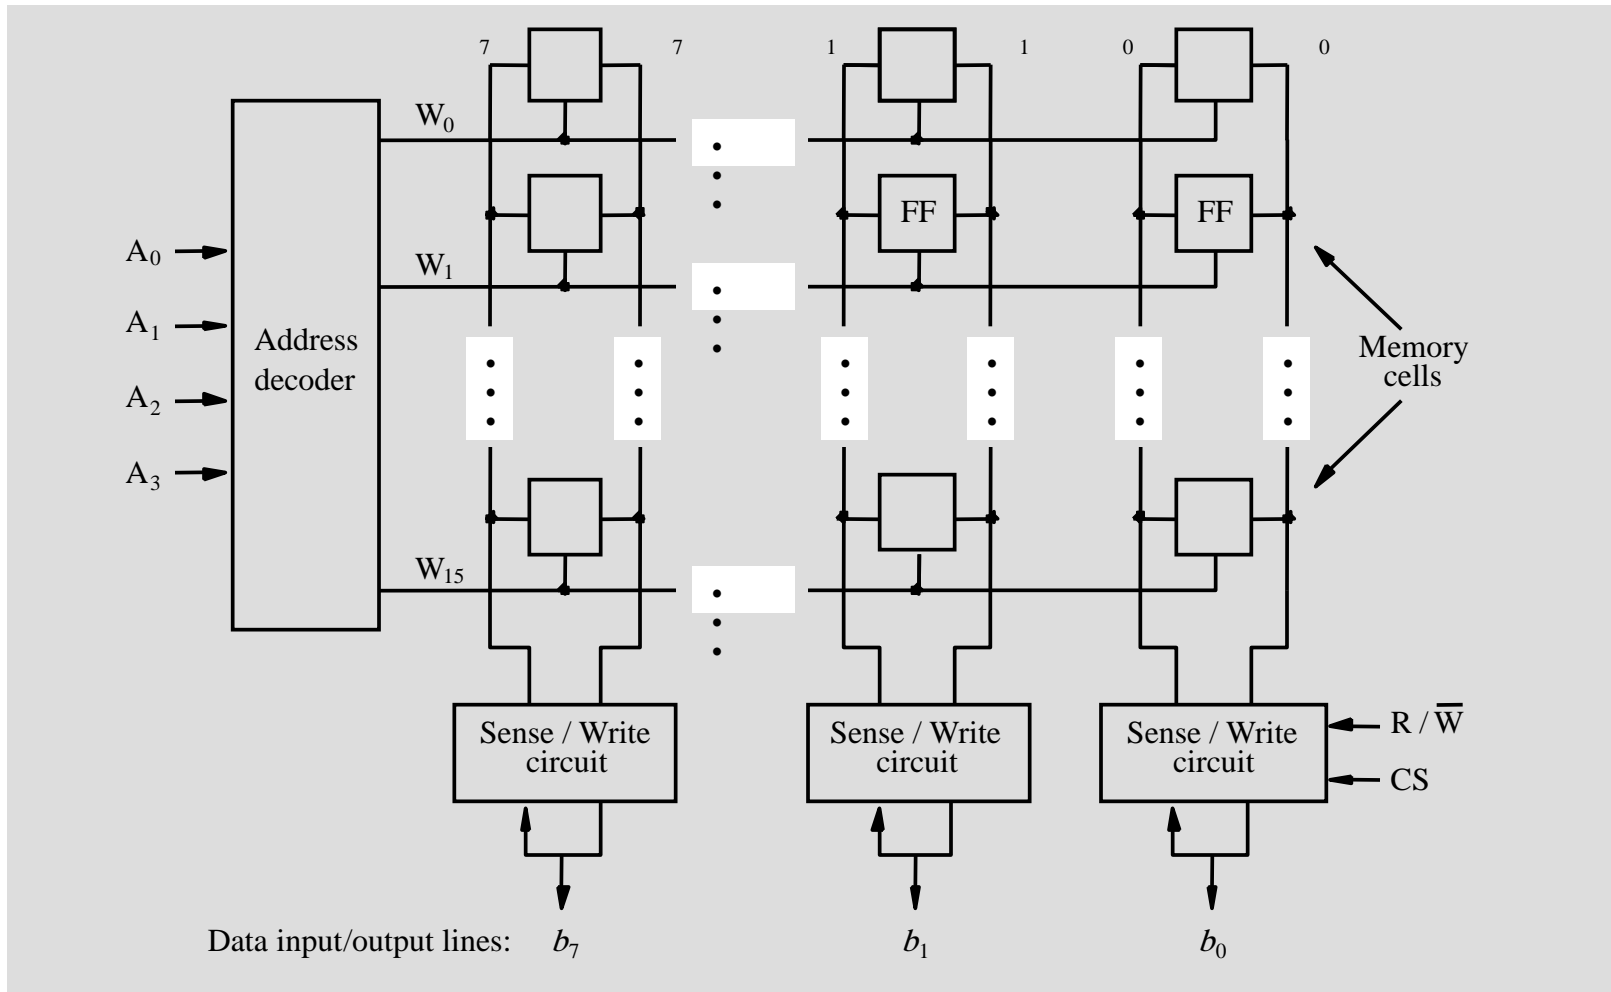 7 7 1 1 0 0
W0
FF FF
A0
W1
A1
Address
decoder
Memory
cells
A2
A3
W15
Sense / Write
circuit
Sense / Write
circuit
Sense / Write
circuit
R / W̅
CS
Data input/output lines: b7 b1 b0